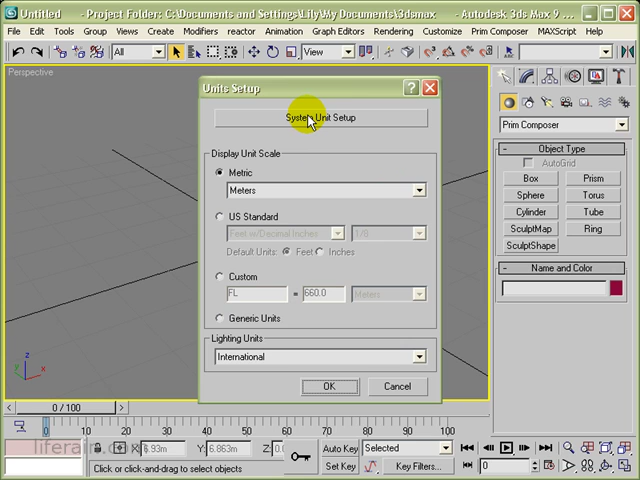 Untitled - Project Folder: C:\Documents and Settings\Lily\My Documents\3dsmax - Autodesk 3ds Max 9 ...
File Edit Tools Group Views Create Modifiers reactor Animation Graph Editors Rendering Customize Prim Composer MAXScript Help
All View
Perspective
Units Setup
System Unit Setup
Display Unit Scale
Metric
Meters
US Standard
Feet w/Decimal Inches 1/8
Default Units: Feet Inches
Custom
FL = 660.0 Meters
Generic Units
Lighting Units
International
OK Cancel
Prim Composer
- Object Type
AutoGrid
Box Prism
Sphere Torus
Cylinder Tube
SculptMap Ring
SculptShape
- Name and Color
z
x
0 / 100
0 10 20 30 40 50 60 70 80 90 100
X: 6.93m Y: 6.863m Z:
Auto Key Selected
Click or click-and-drag to select objects
Set Key Key Filters... 0